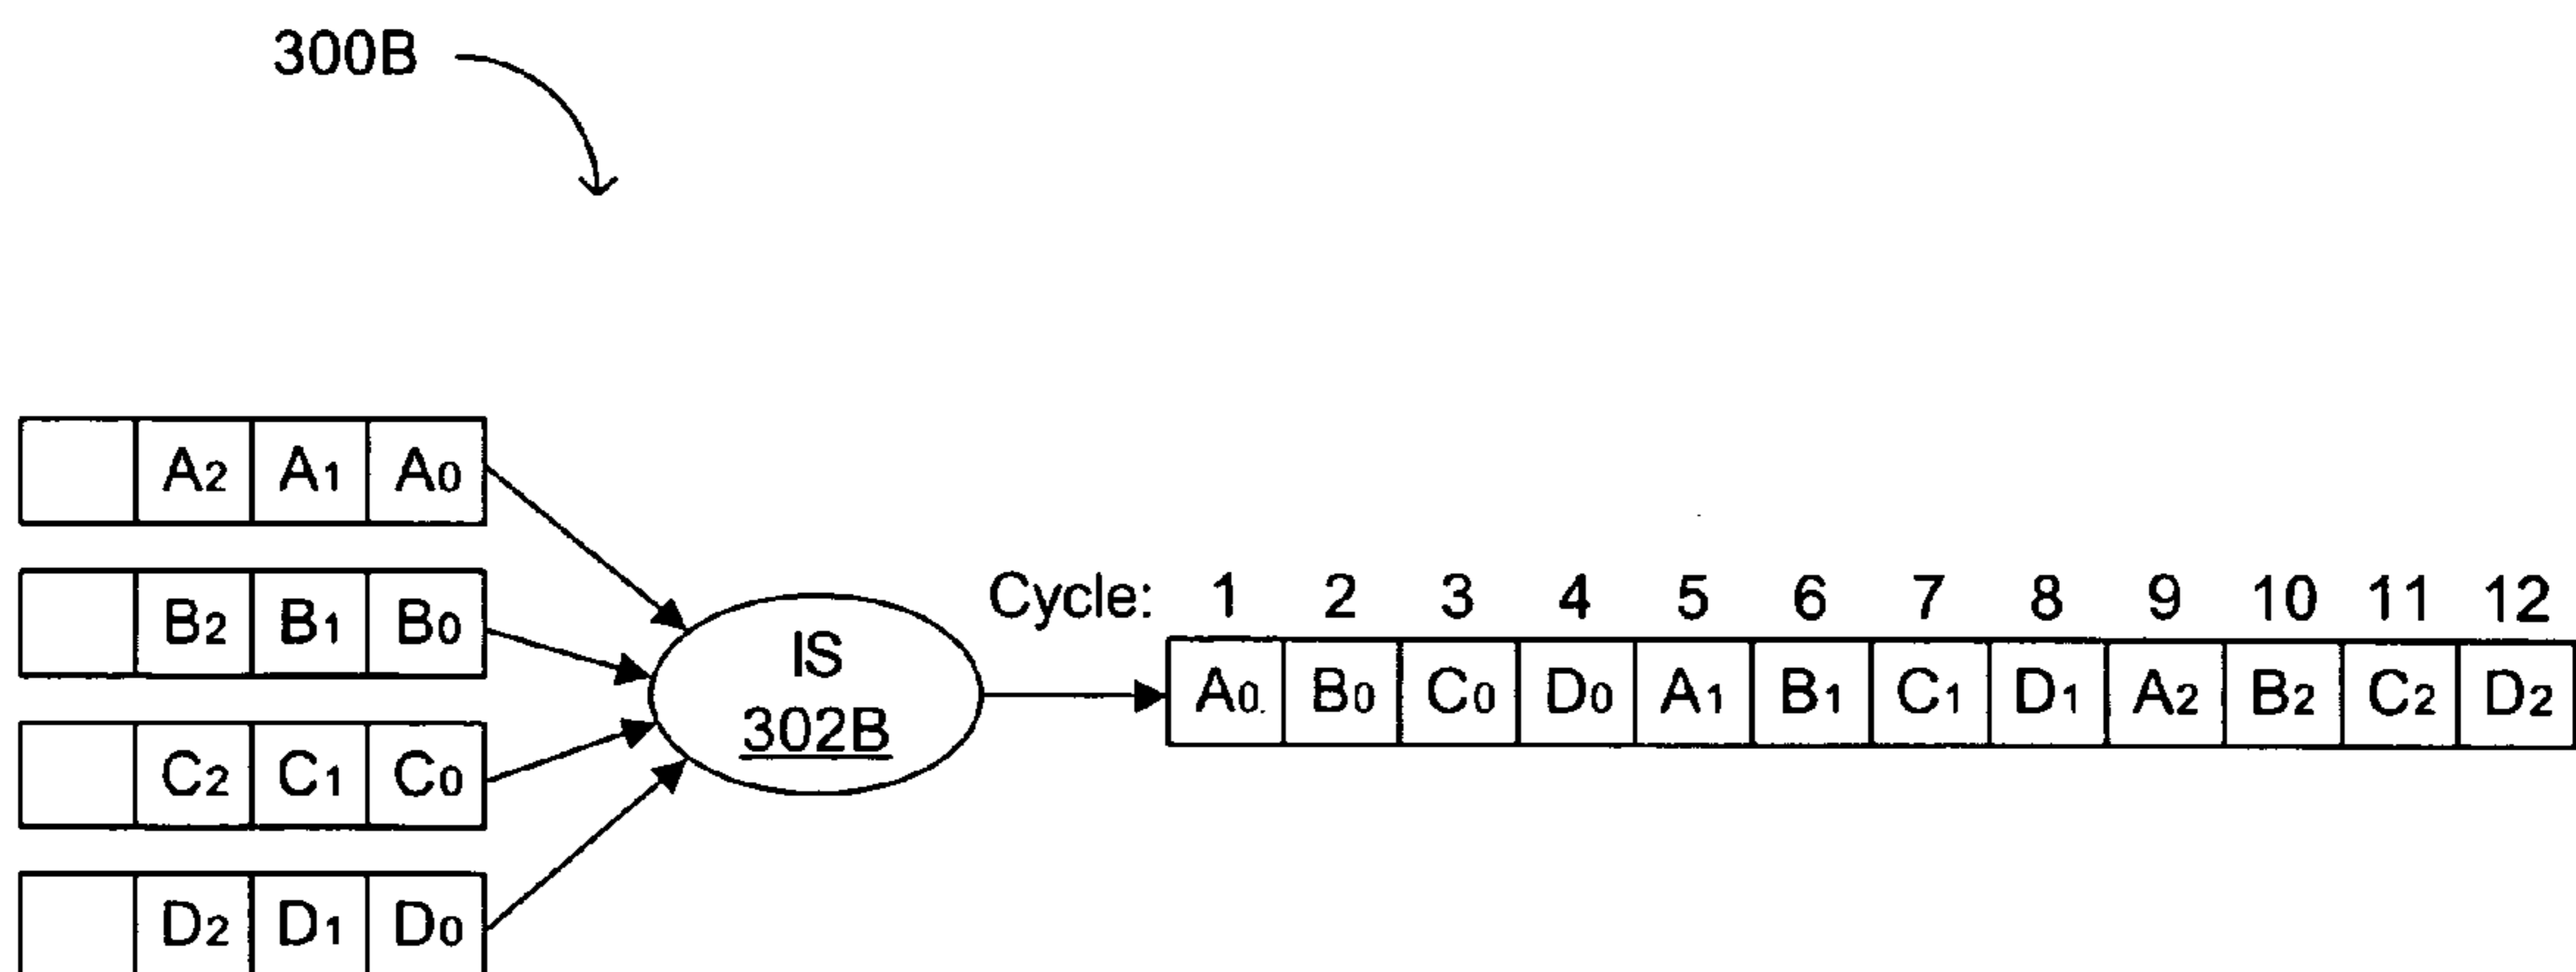 300B
A2 A1 A0
B2 B1 B0
C2 C1 C0
D2 D1 D0
IS
302B
Cycle: 1 2 3 4 5 6 7 8 9 10 11 12
A0 B0 C0 D0 A1 B1 C1 D1 A2 B2 C2 D2